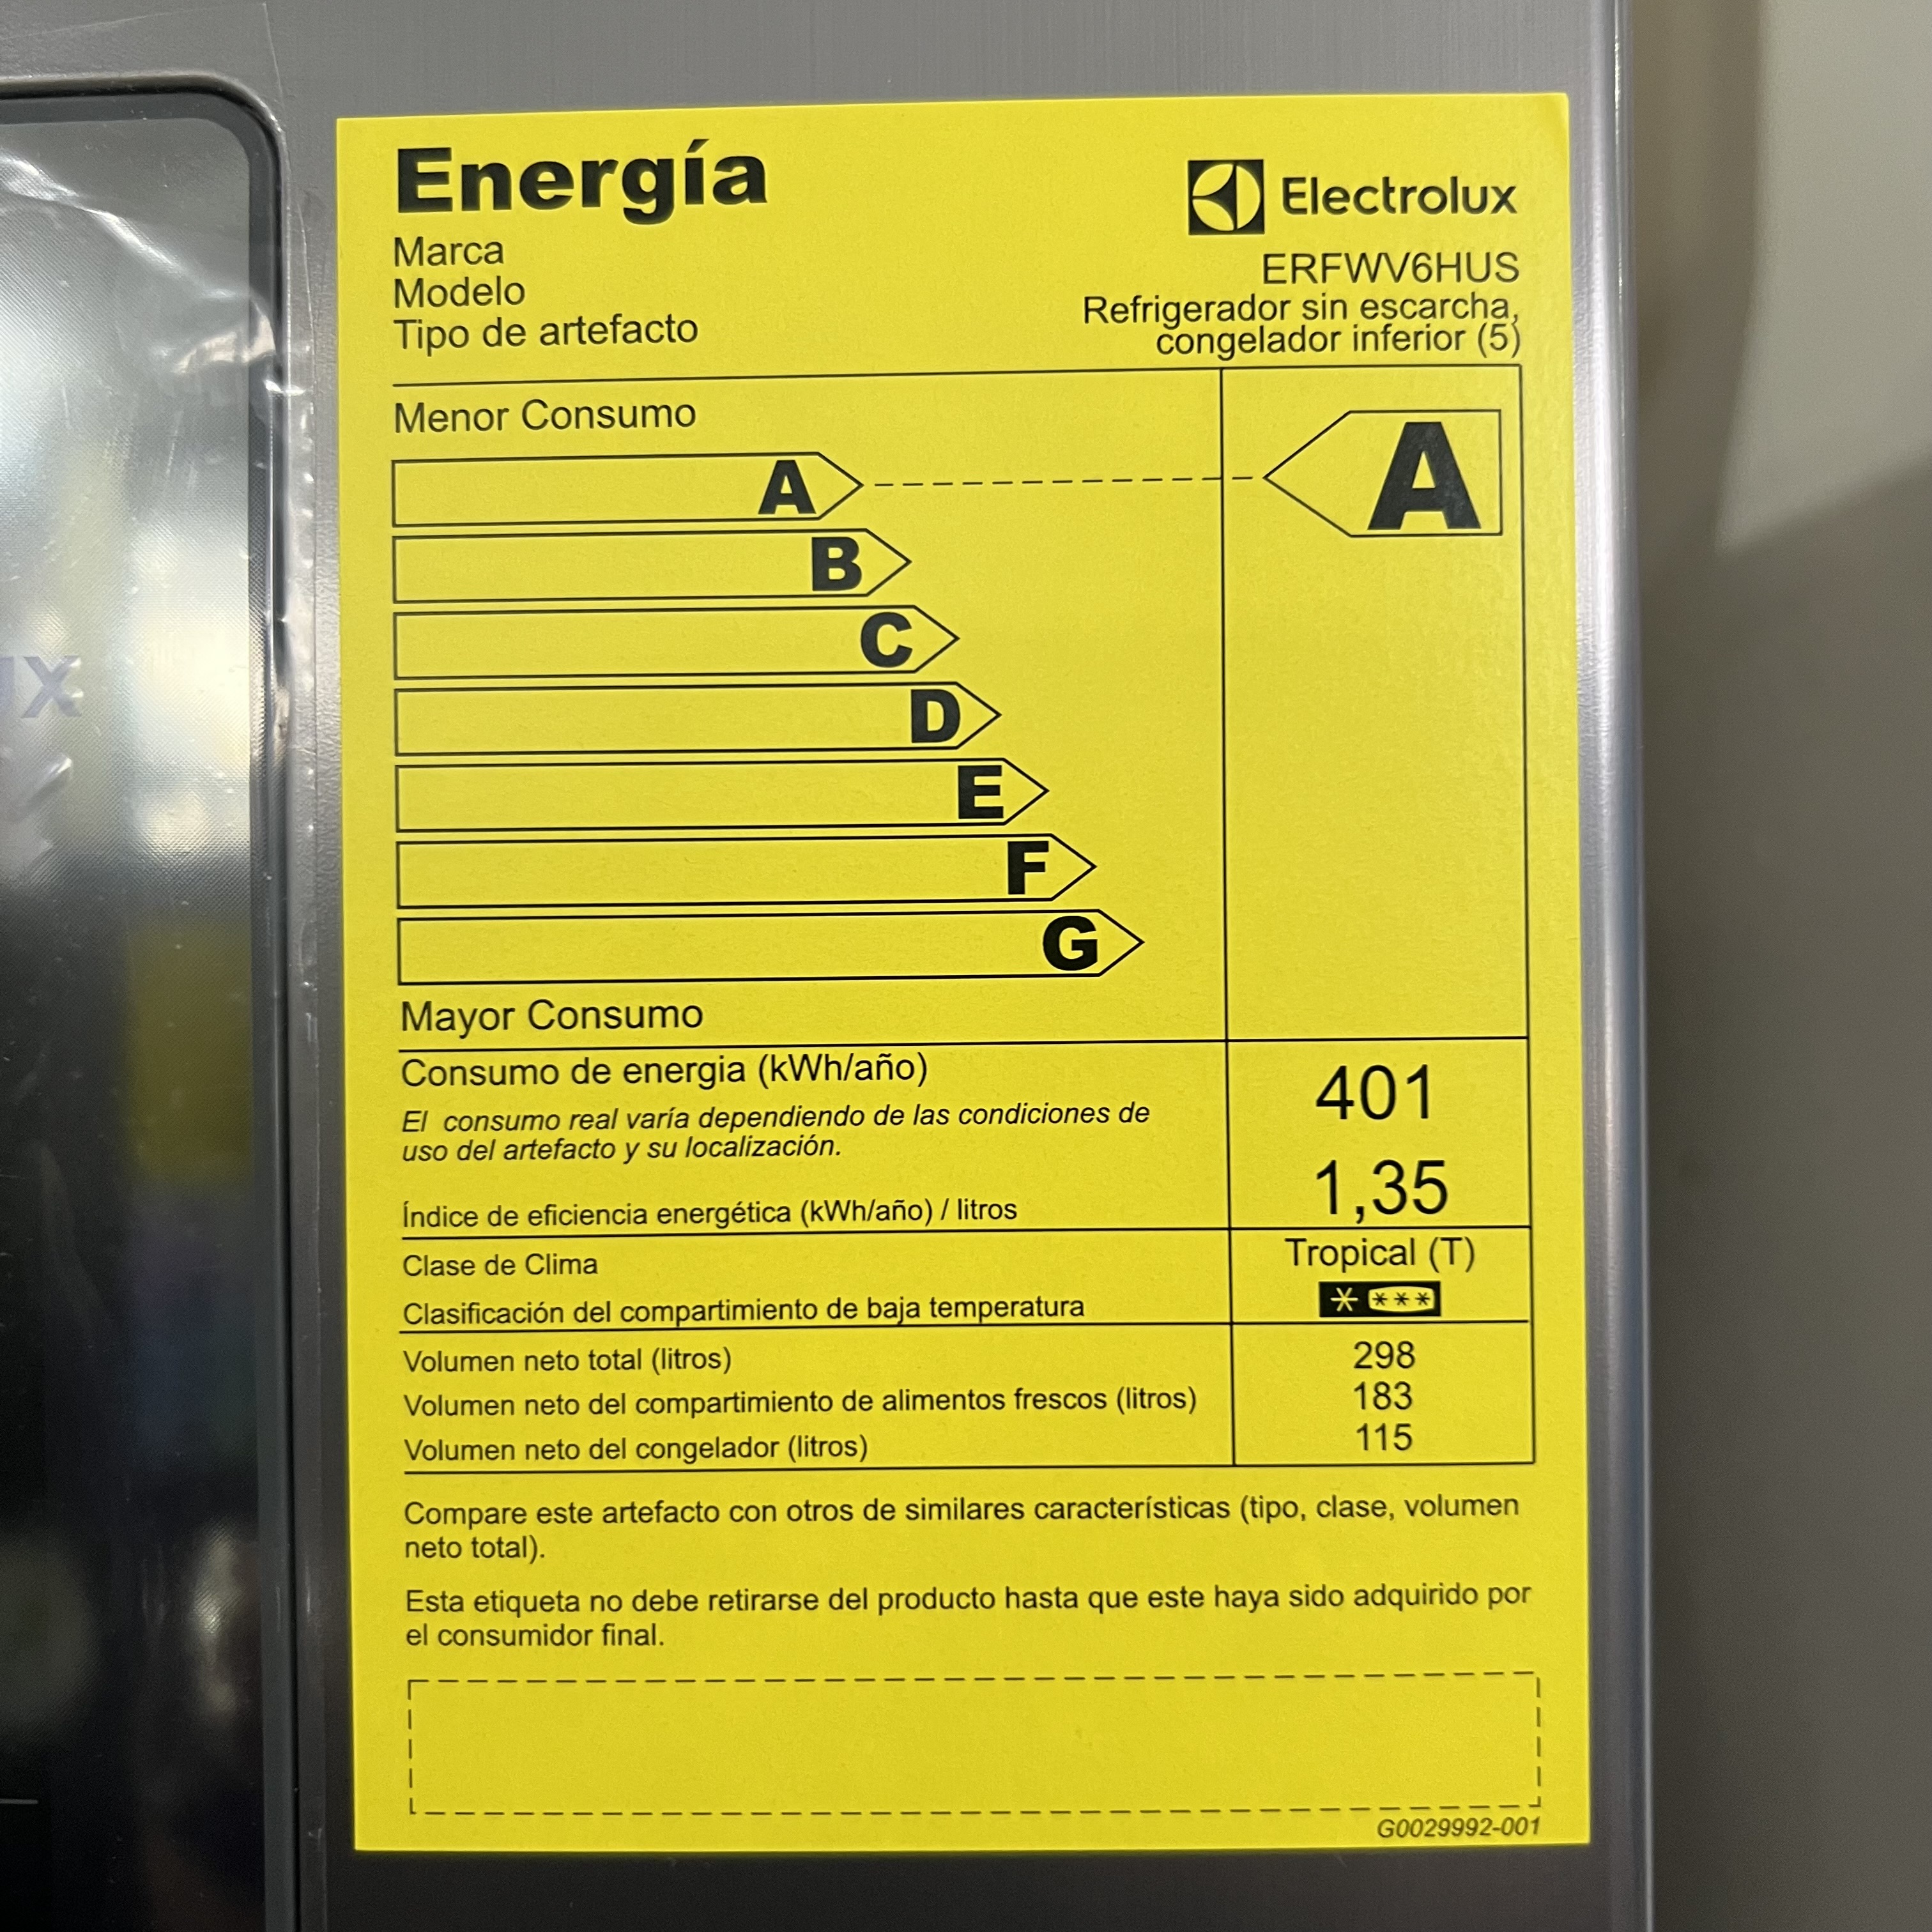 Energía
Electrolux
Marca
Modelo
ERFWV6HUS
Tipo de artefacto
Refrigerador sin escarcha,
congelador inferior (5)
Menor Consumo
A
A
B
C
D
E
F
G
Mayor Consumo
Consumo de energia (kWh/año)
401
El consumo real varía dependiendo de las condiciones de
uso del artefacto y su localización.
Índice de eficiencia energética (kWh/año) / litros
1,35
Clase de Clima
Tropical (T)
Clasificación del compartimiento de baja temperatura
* ***
Volumen neto total (litros)
298
Volumen neto del compartimiento de alimentos frescos (litros)
183
Volumen neto del congelador (litros)
115
Compare este artefacto con otros de similares características (tipo, clase, volumen
neto total).
Esta etiqueta no debe retirarse del producto hasta que este haya sido adquirido por
el consumidor final.
G0029992-001